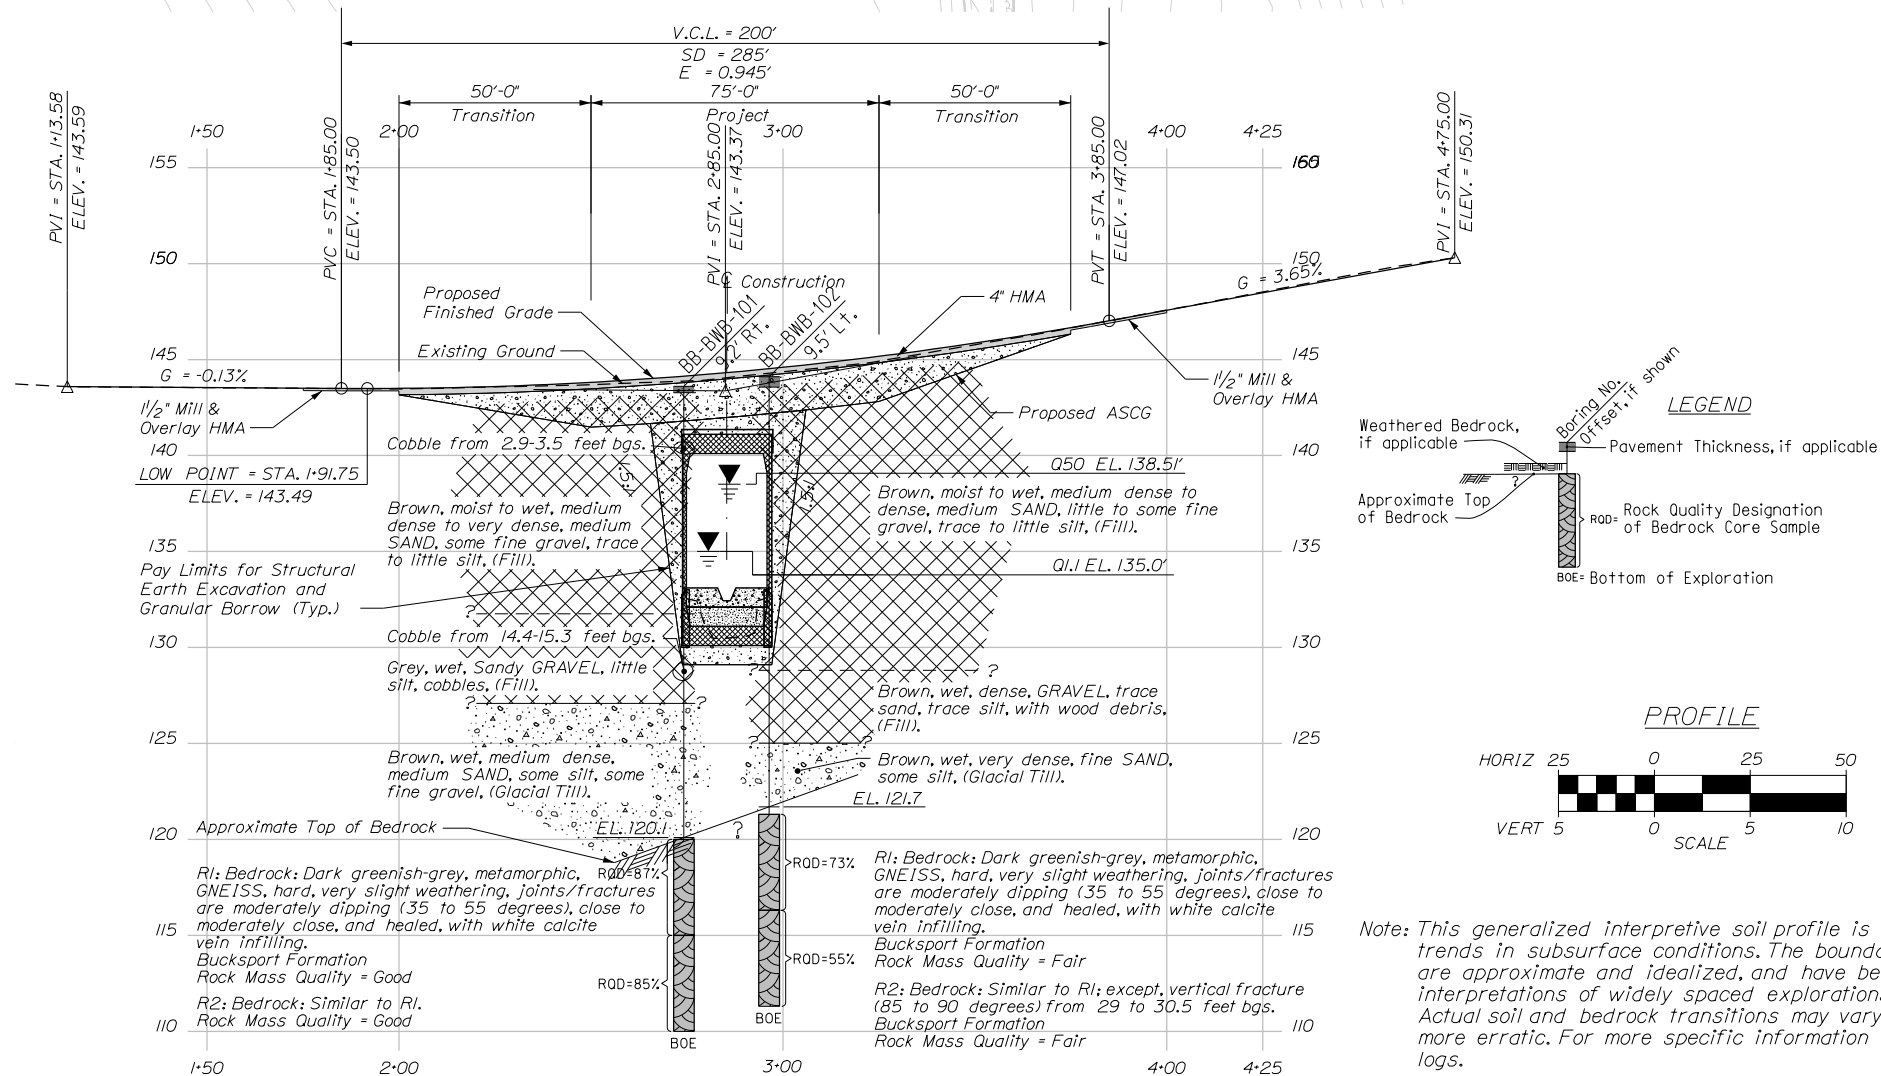 V.C.L. = 200'
SD = 285'
E = 0.945'
50'-0"
Transition
75'-0"
Project
50'-0"
Transition
PVI = STA. 1+13.58
ELEV. = 143.59
PVC = STA. 1+85.00
ELEV. = 143.50
PVI = STA. 2+85.00
ELEV. = 143.37
PVT = STA. 3+85.00
ELEV. = 147.02
PVI = STA. 4+75.00
ELEV. = 150.31
1+50
2+00
3+00
4+00
4+25
155
150
145
140
135
130
125
120
115
110
150
145
140
135
130
125
120
115
110
℄ Construction
BB-BWB-101
9.2' Rt.
BB-BWB-102
9.5' Lt.
Proposed
Finished Grade
Existing Ground
4" HMA
G = 3.65%
G = -0.13%
1 1/2" Mill &
Overlay HMA
1 1/2" Mill &
Overlay HMA
LOW POINT = STA. 1+91.75
ELEV. = 143.49
Proposed ASCG
Cobble from 2.9-3.5 feet bgs.
1.5:1
1.5:1
Q50 EL. 138.51'
Q1.1 EL. 135.0'
Brown, moist to wet, medium
dense to very dense, medium
SAND, some fine gravel, trace
to little silt, (Fill).
Brown, moist to wet, medium dense to
dense, medium SAND, little to some fine
gravel, trace to little silt, (Fill).
Pay Limits for Structural
Earth Excavation and
Granular Borrow (Typ.)
?
Cobble from 14.4-15.3 feet bgs.
Grey, wet, Sandy GRAVEL, little
silt, cobbles, (Fill).
?
?
?
?
Brown, wet, dense, GRAVEL, trace
sand, trace silt, with wood debris,
(Fill).
?
?
Brown, wet, medium dense,
medium SAND, some silt, some
fine gravel, (Glacial Till).
Brown, wet, very dense, fine SAND,
some silt, (Glacial Till).
EL. 121.7
Approximate Top of Bedrock
EL. 120.1
?
RQD=87%
RQD=73%
RQD=85%
RQD=55%
BOE
BOE
R1: Bedrock: Dark greenish-grey, metamorphic,
GNEISS, hard, very slight weathering, joints/fractures
are moderately dipping (35 to 55 degrees), close to
moderately close, and healed, with white calcite
vein infilling.
Bucksport Formation
Rock Mass Quality = Good
R2: Bedrock: Similar to R1.
Rock Mass Quality = Good
R1: Bedrock: Dark greenish-grey, metamorphic,
GNEISS, hard, very slight weathering, joints/fractures
are moderately dipping (35 to 55 degrees), close to
moderately close, and healed, with white calcite
vein infilling.
Bucksport Formation
Rock Mass Quality = Fair
R2: Bedrock: Similar to R1; except, vertical fracture
(85 to 90 degrees) from 29 to 30.5 feet bgs.
Bucksport Formation
Rock Mass Quality = Fair
1+50
2+00
3+00
4+00
4+25
LEGEND
Boring No.
Offset, if shown
Weathered Bedrock,
if applicable
Pavement Thickness, if applicable
?
Approximate Top
of Bedrock
RQD= Rock Quality Designation
of Bedrock Core Sample
BOE= Bottom of Exploration
PROFILE
HORIZ 25 0 25 50
VERT 5 0 5 10
SCALE
Note: This generalized interpretive soil profile is
trends in subsurface conditions. The
are approximate and idealized, and have
interpretations of widely spaced
Actual soil and bedrock transitions may vary
more erratic. For more specific information
logs.